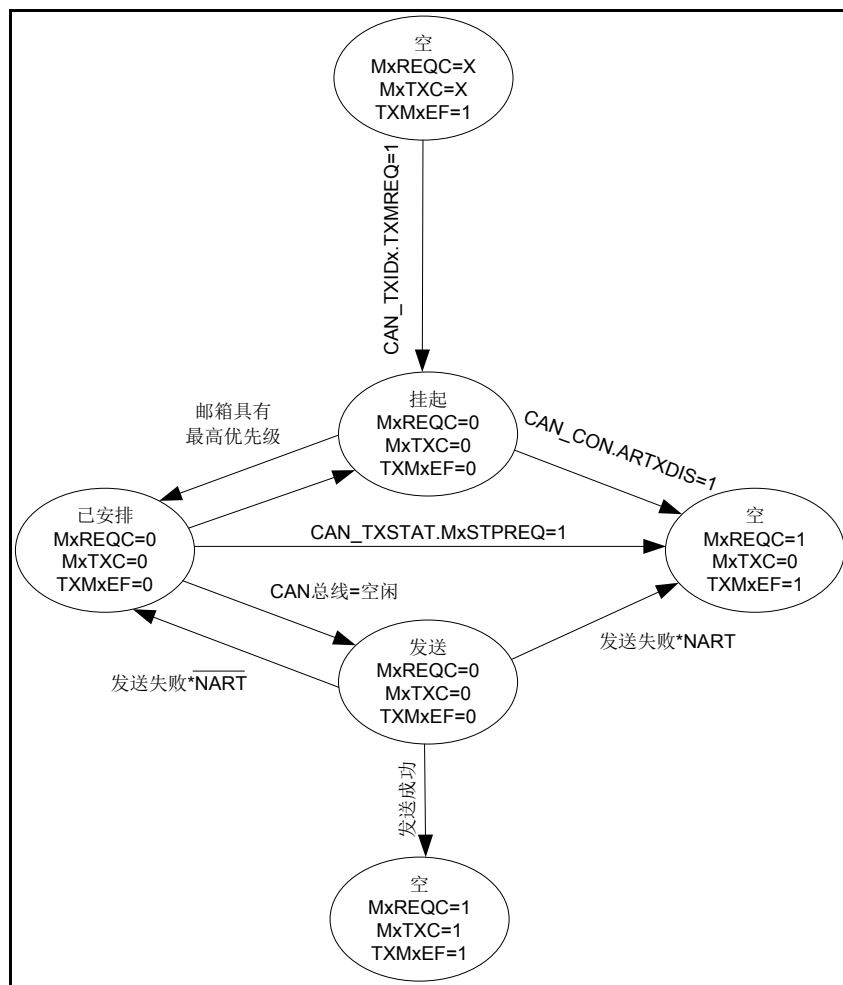 空
MxREQC=X
MxTXC=X
TXMxEF=1
CAN_TXIDx.TXMREQ=1
挂起
MxREQC=0
MxTXC=0
TXMxEF=0
邮箱具有
最高优先级
CAN_CON.ARTXDIS=1
已安排
MxREQC=0
MxTXC=0
TXMxEF=0
CAN_TXSTAT.MxSTPREQ=1
空
MxREQC=1
MxTXC=0
TXMxEF=1
CAN总线=空闲
发送
MxREQC=0
MxTXC=0
TXMxEF=0
发送失败*N̅A̅R̅T̅
发送失败*NART
发送成功
空
MxREQC=1
MxTXC=1
TXMxEF=1